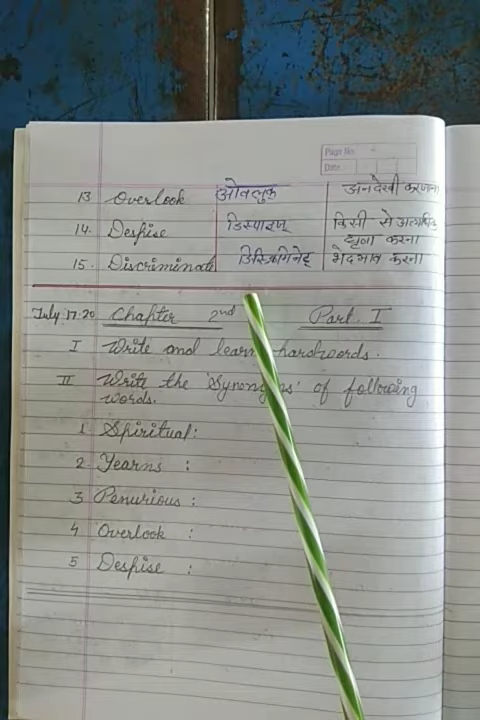 Page No.
Date
13 Overlook ओवलुक अनदेखी करणना
14. Despise डिस्पाइज् किसी से अत्यधिक
घृणा करना
15. Discriminate डिस्क्रिमिनेट् भेदभाव करना
July 17.20 Chapter 2nd Part. I
I Write and learn hardwords.
II Write the 'Synonyms' of following
words.
1 Spiritual:
2. Yearns :
3 Penurious :
4 Overlook :
5 Despise :